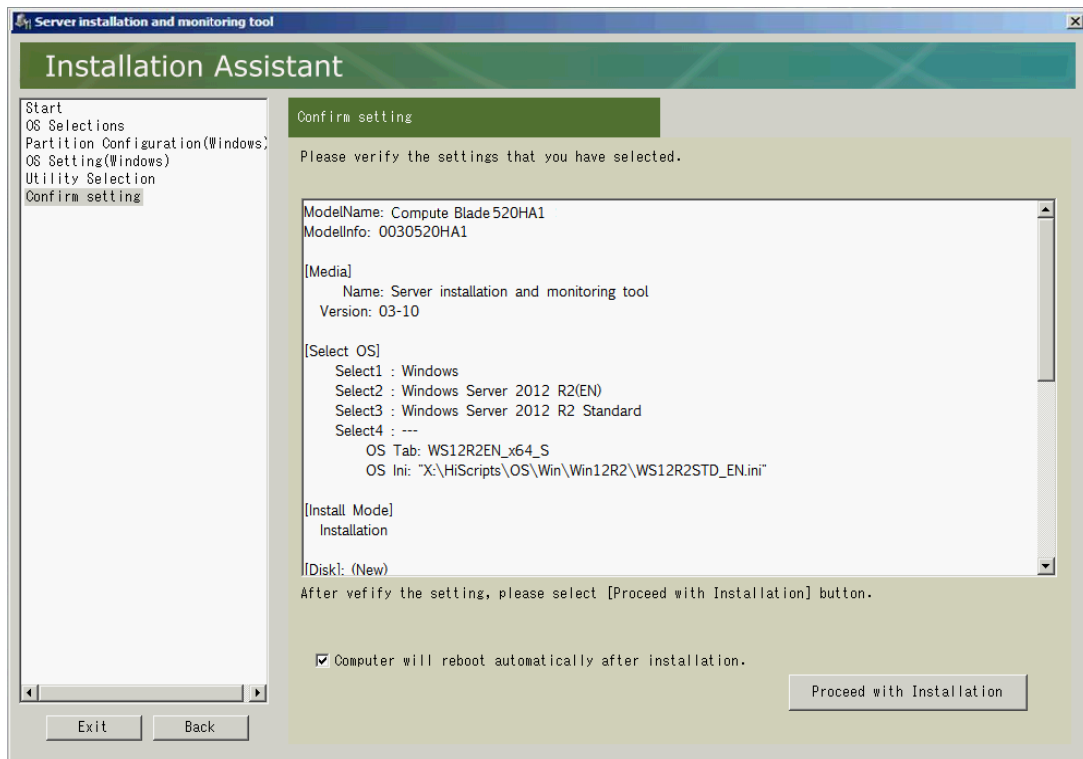 Server installation and monitoring tool
Installation Assistant
Start
OS Selections
Partition Configuration(Windows)
OS Setting(Windows)
Utility Selection
Confirm setting
Exit
Back
Confirm setting
Please verify the settings that you have selected.
ModelName: Compute Blade 520HA1
ModelInfo: 0030520HA1
[Media]
Name: Server installation and monitoring tool
Version: 03-10
[Select OS]
Select1 : Windows
Select2 : Windows Server 2012 R2(EN)
Select3 : Windows Server 2012 R2 Standard
Select4 : ---
OS Tab: WS12R2EN_x64_S
OS Ini: "X:\HiScripts\OS\Win\Win12R2\WS12R2STD_EN.ini"
[Install Mode]
Installation
[Disk]: (New)
After vefify the setting, please select [Proceed with Installation] button.
Computer will reboot automatically after installation.
Proceed with Installation